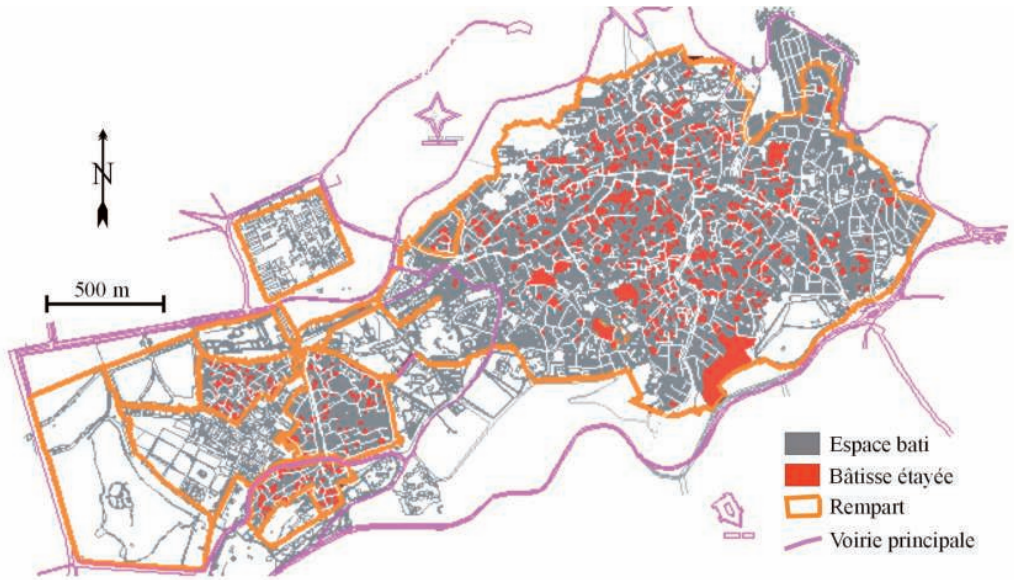 N
500 m
Espace bati
Bâtisse étayée
Rempart
Voirie principale